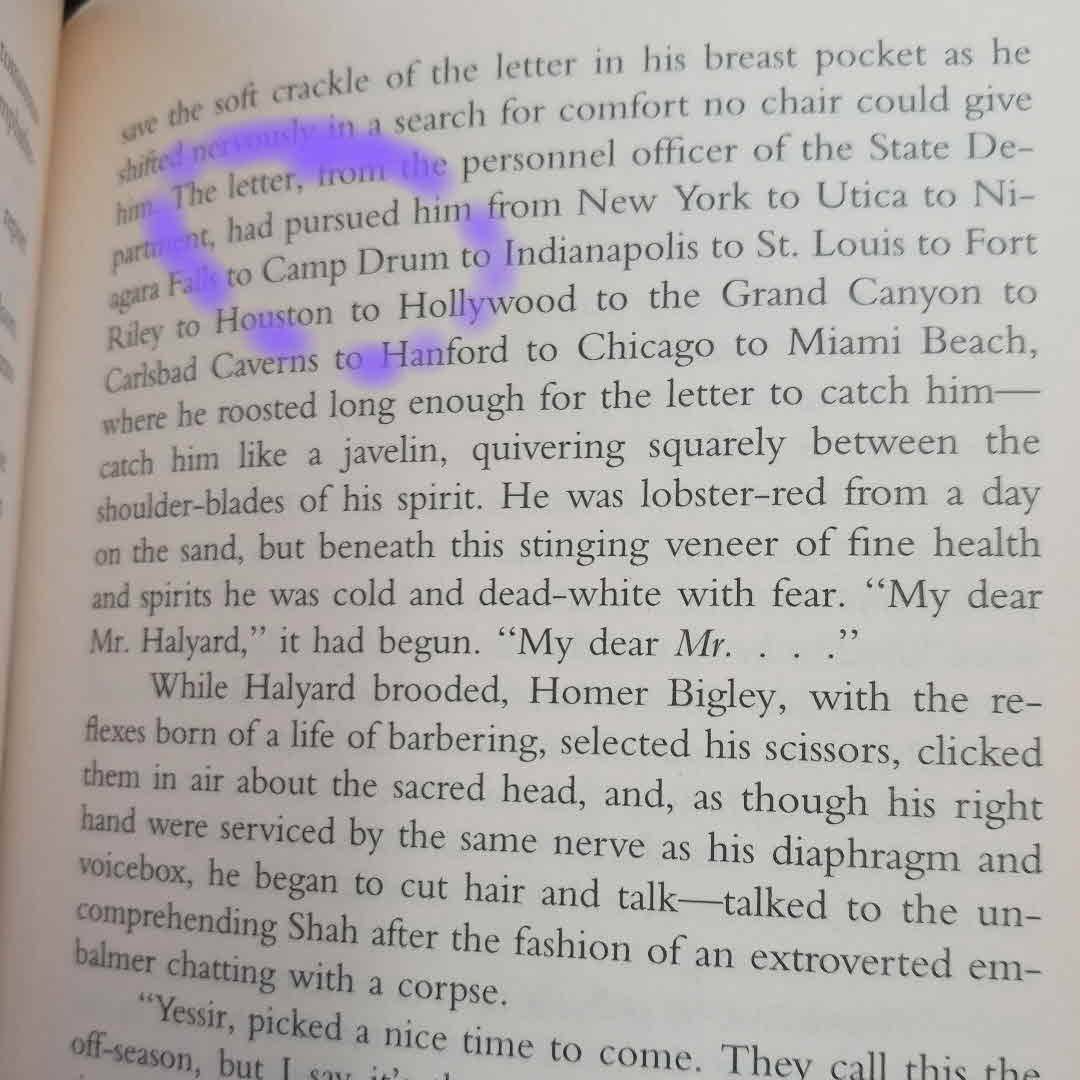 save the soft crackle of the letter in his breast pocket as he
shifted nervously in a search for comfort no chair could give
him. The letter, from the personnel officer of the State De-
partment, had pursued him from New York to Utica to Ni-
agara Falls to Camp Drum to Indianapolis to St. Louis to Fort
Riley to Houston to Hollywood to the Grand Canyon to
Carlsbad Caverns to Hanford to Chicago to Miami Beach,
where he roosted long enough for the letter to catch him—
catch him like a javelin, quivering squarely between the
shoulder-blades of his spirit. He was lobster-red from a day
on the sand, but beneath this stinging veneer of fine health
and spirits he was cold and dead-white with fear. “My dear
Mr. Halyard,” it had begun. “My dear Mr. . . .”
While Halyard brooded, Homer Bigley, with the re-
flexes born of a life of barbering, selected his scissors, clicked
them in air about the sacred head, and, as though his right
hand were serviced by the same nerve as his diaphragm and
voicebox, he began to cut hair and talk—talked to the un-
comprehending Shah after the fashion of an extroverted em-
balmer chatting with a corpse.
“Yessir, picked a nice time to come. They call this the
off-season, but I say it's